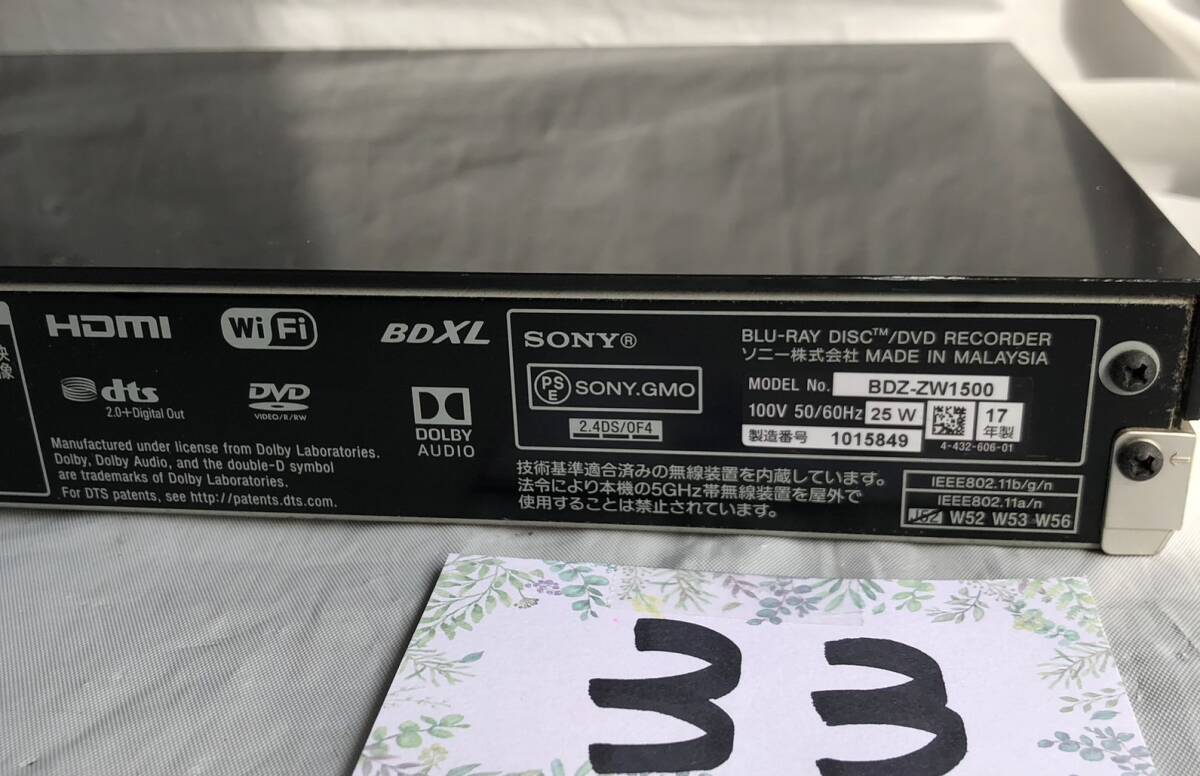 映
像
HDMI
Wi Fi
BDXL
dts
2.0+Digital Out
DVD
VIDEO/R/RW
DOLBY
AUDIO
Manufactured under license from Dolby Laboratories.
Dolby, Dolby Audio, and the double-D symbol
are trademarks of Dolby Laboratories.
For DTS patents, see http://patents.dts.com.
SONY®
PS
E
SONY.GMO
2.4DS/OF4
BLU-RAY DISC™/DVD RECORDER
ソニー株式会社 MADE IN MALAYSIA
MODEL No. BDZ-ZW1500
100V 50/60Hz 25 W
17
年製
製造番号 1015849
4-432-606-01
技術基準適合済みの無線装置を内蔵しています。
法令により本機の5GHz帯無線装置を屋外で
使用することは禁止されています。
IEEE802.11b/g/n
IEEE802.11a/n
J52 W52 W53 W56
33